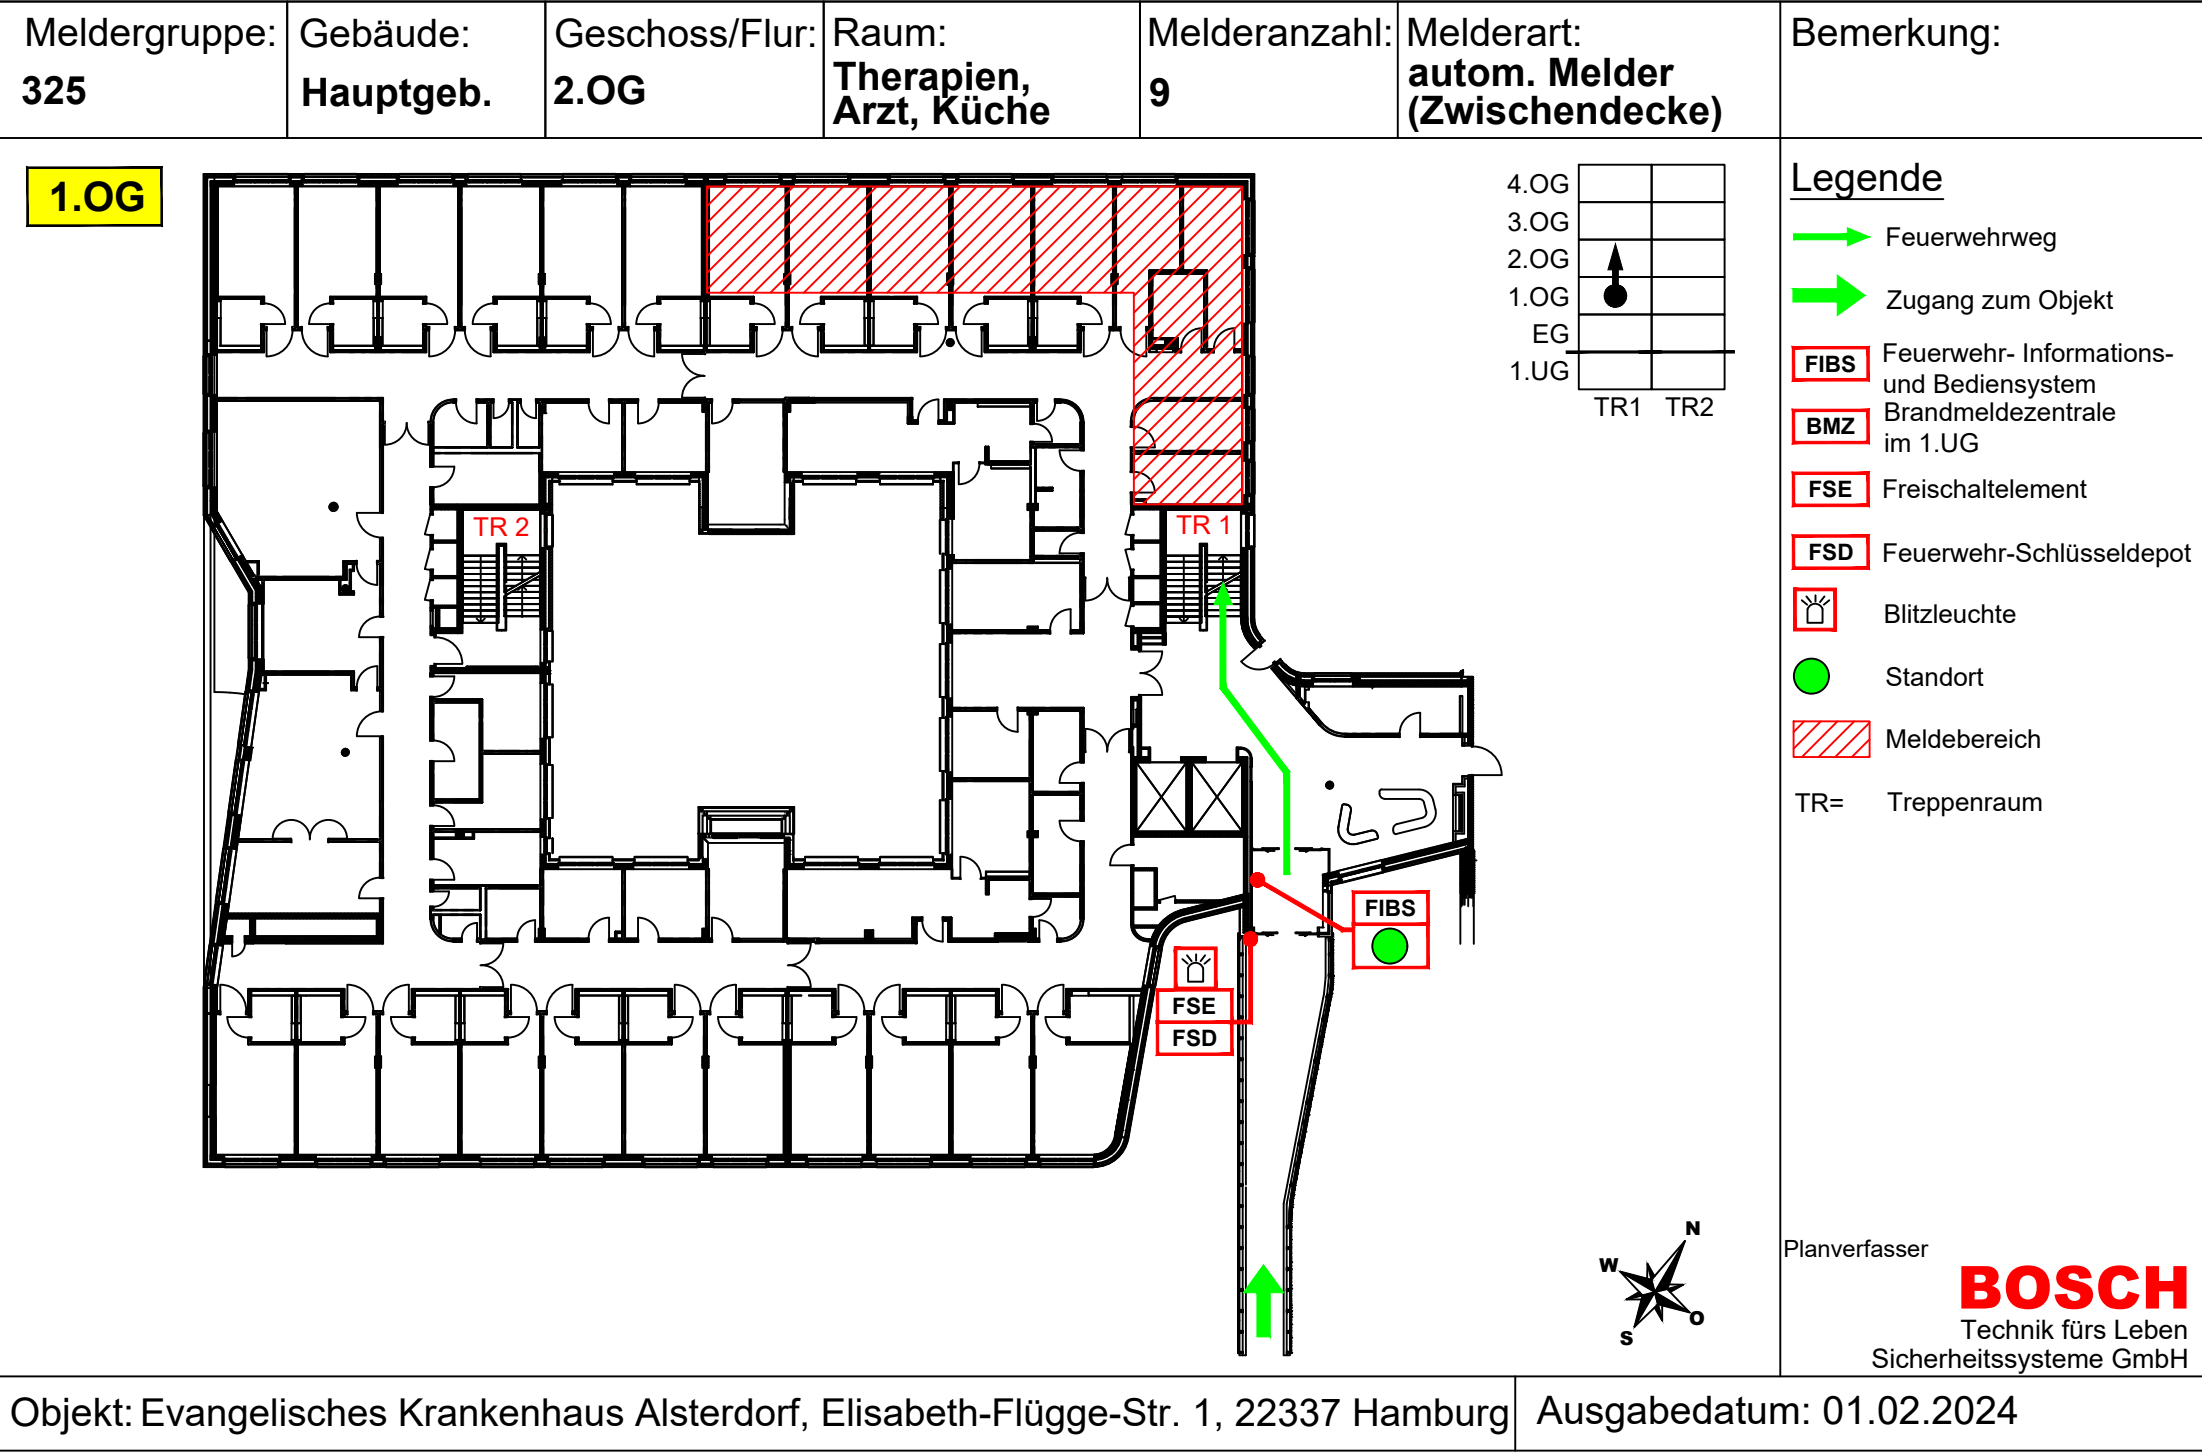 Meldergruppe:
325
Gebäude:
Hauptgeb.
Geschoss/Flur:
2.OG
Raum:
Therapien,
Arzt, Küche
Melderanzahl:
9
Melderart:
autom. Melder
(Zwischendecke)
Bemerkung:
1.OG
4.OG
3.OG
2.OG
1.OG
EG
1.UG
TR1 TR2
TR 2
TR 1
FIBS
FSE
FSD
N
W
O
S
Legende
Feuerwehrweg
Zugang zum Objekt
FIBS Feuerwehr- Informations-
und Bediensystem
BMZ Brandmeldezentrale
im 1.UG
FSE Freischaltelement
FSD Feuerwehr-Schlüsseldepot
Blitzleuchte
Standort
Meldebereich
TR= Treppenraum
Planverfasser
BOSCH
Technik fürs Leben
Sicherheitssysteme GmbH
Objekt: Evangelisches Krankenhaus Alsterdorf, Elisabeth-Flügge-Str. 1, 22337 Hamburg
Ausgabedatum: 01.02.2024